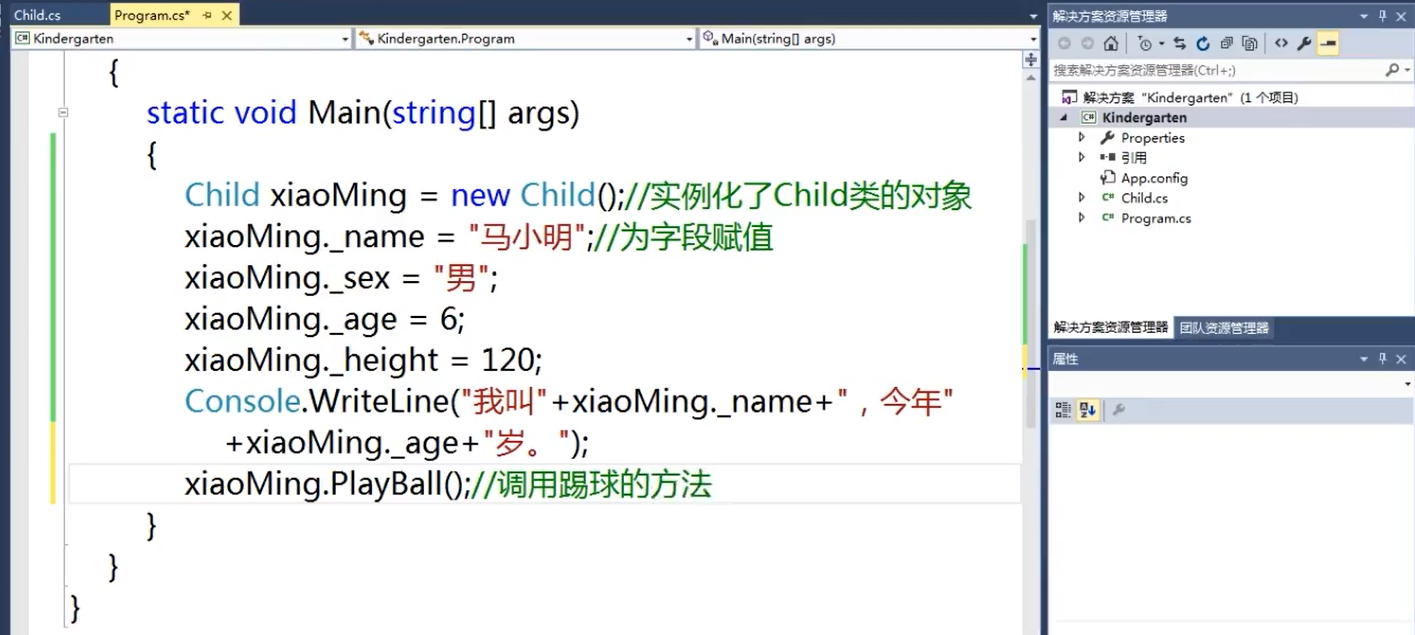 Child.cs
Program.cs*
Kindergarten
Kindergarten.Program
Main(string[] args)
{
static void Main(string[] args)
{
Child xiaoMing = new Child();//实例化了Child类的对象
xiaoMing._name = "马小明";//为字段赋值
xiaoMing._sex = "男";
xiaoMing._age = 6;
xiaoMing._height = 120;
Console.WriteLine("我叫"+xiaoMing._name+"，今年"
+xiaoMing._age+"岁。");
xiaoMing.PlayBall();//调用踢球的方法
}
}
}
解决方案资源管理器
搜索解决方案资源管理器(Ctrl+;)
解决方案 "Kindergarten" (1 个项目)
C# Kindergarten
Properties
引用
App.config
C# Child.cs
C# Program.cs
解决方案资源管理器
团队资源管理器
属性